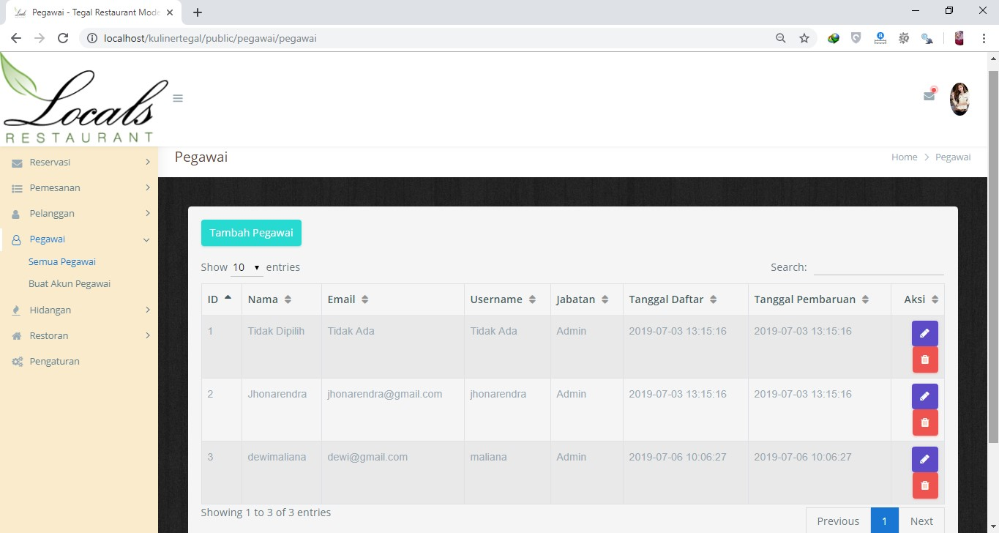 Pegawai - Tegal Restaurant Mode
localhost/kulinertegal/public/pegawai/pegawai
Locals
RESTAURANT
Reservasi
Pemesanan
Pelanggan
Pegawai
Semua Pegawai
Buat Akun Pegawai
Hidangan
Restoran
Pengaturan
Pegawai
Home > Pegawai
Tambah Pegawai
Show 10 entries
Search:
ID Nama Email Username Jabatan Tanggal Daftar Tanggal Pembaruan Aksi
1 Tidak Dipilih Tidak Ada Tidak Ada Admin 2019-07-03 13:15:16 2019-07-03 13:15:16
2 Jhonarendra jhonarendra@gmail.com jhonarendra Admin 2019-07-03 13:15:16 2019-07-03 13:15:16
3 dewimaliana dewi@gmail.com maliana Admin 2019-07-06 10:06:27 2019-07-06 10:06:27
Showing 1 to 3 of 3 entries
Previous 1 Next